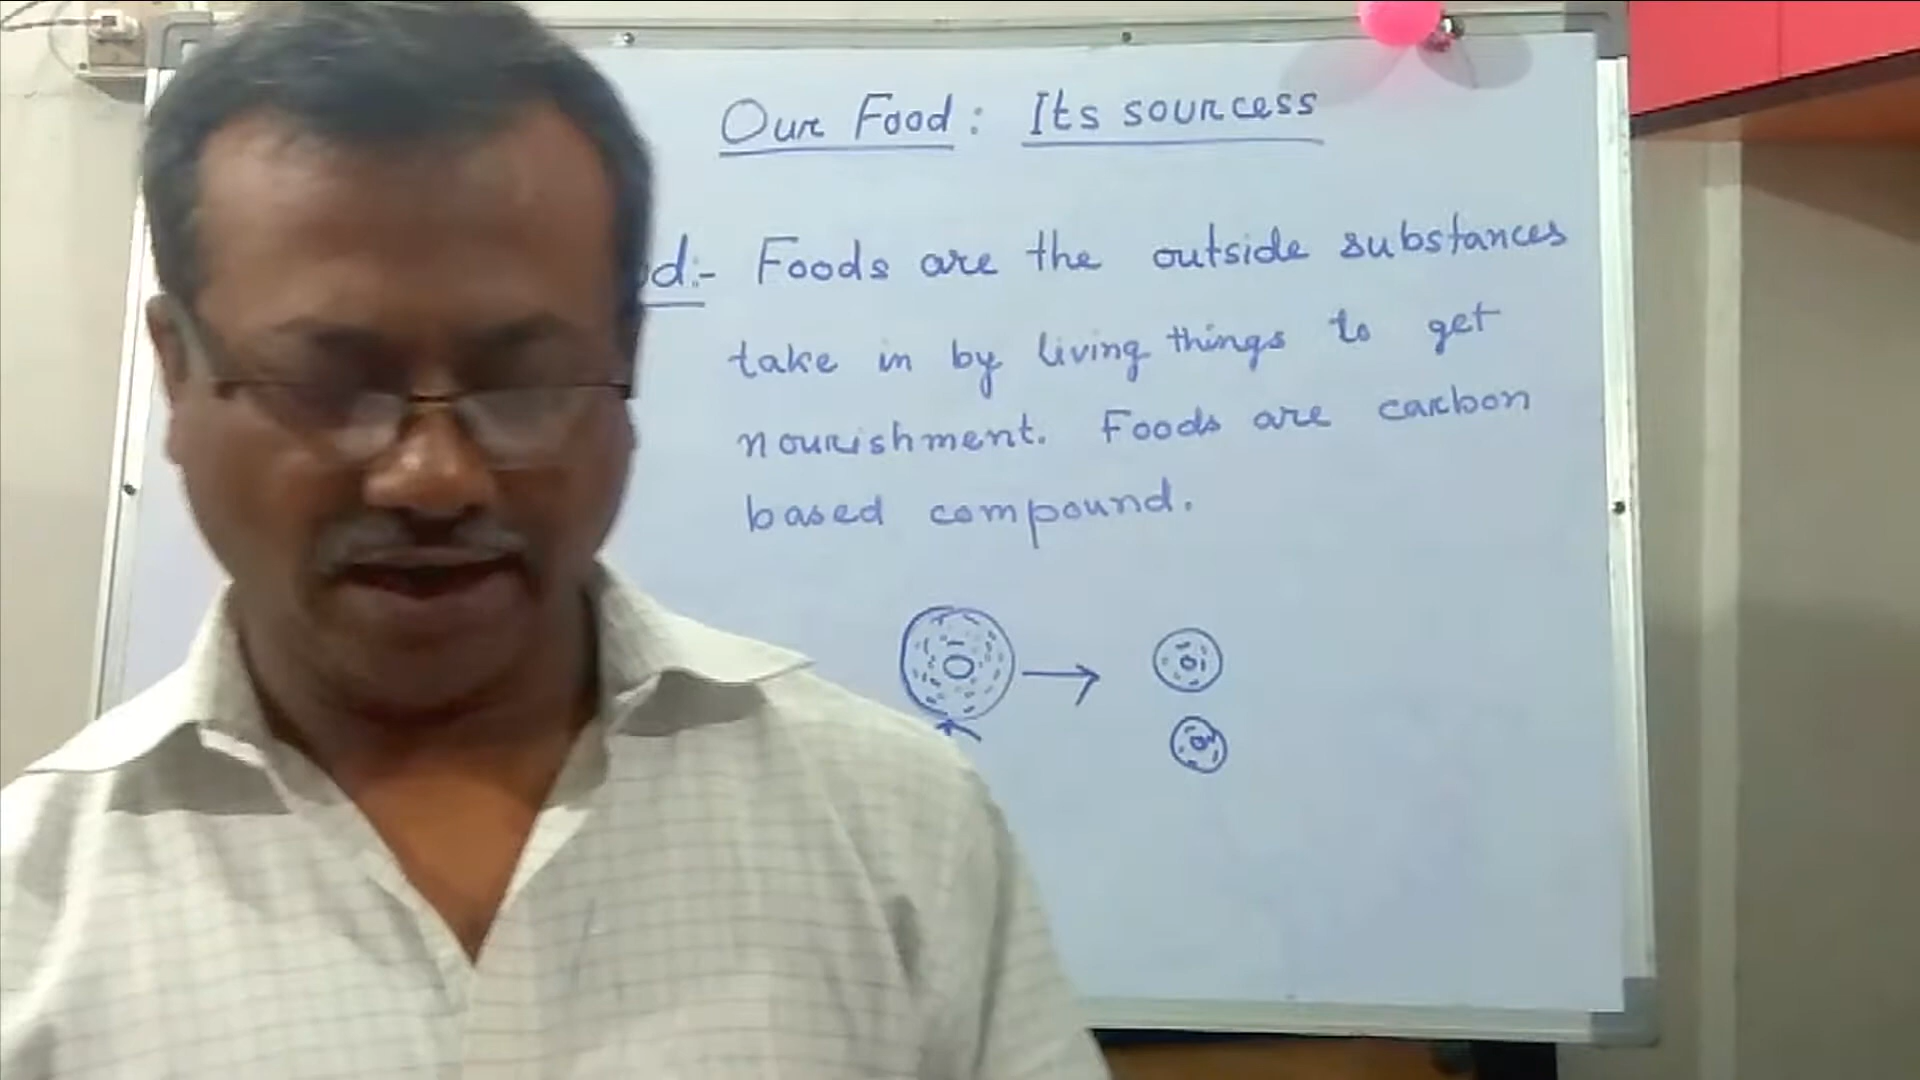 Our Food: Its sourcess
d:- Foods are the outside substances
take in by living things to get
nourishment. Foods are carbon
based compound.